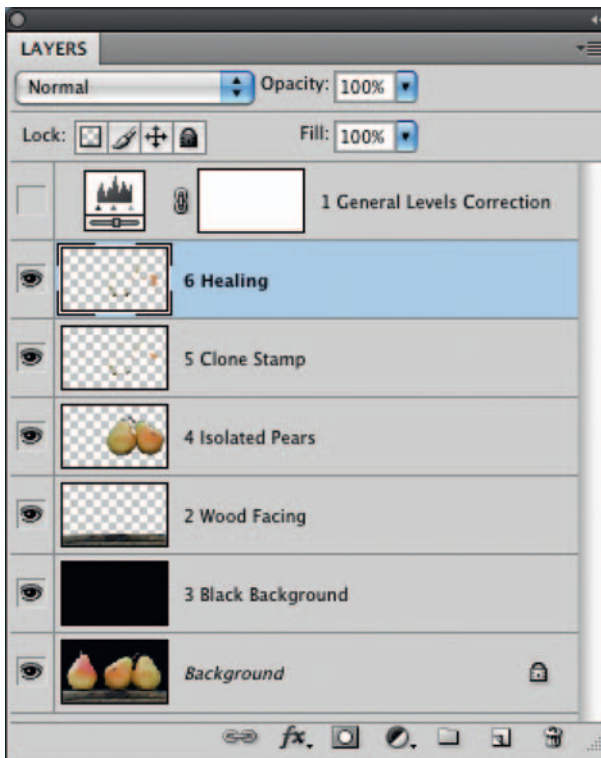 LAYERS
Normal Opacity: 100%
Lock: Fill: 100%
1 General Levels Correction
6 Healing
5 Clone Stamp
4 Isolated Pears
2 Wood Facing
3 Black Background
Background
fx.